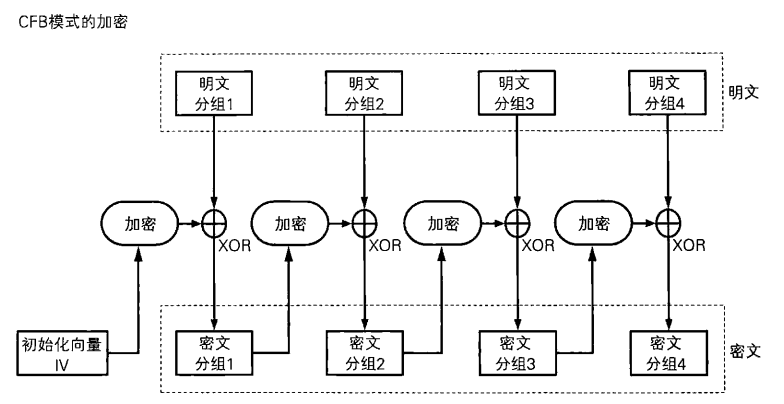 CFB模式的加密
明文
分组1
明文
分组2
明文
分组3
明文
分组4
明文
加密
XOR
加密
XOR
加密
XOR
加密
XOR
初始化向量
IV
密文
分组1
密文
分组2
密文
分组3
密文
分组4
密文